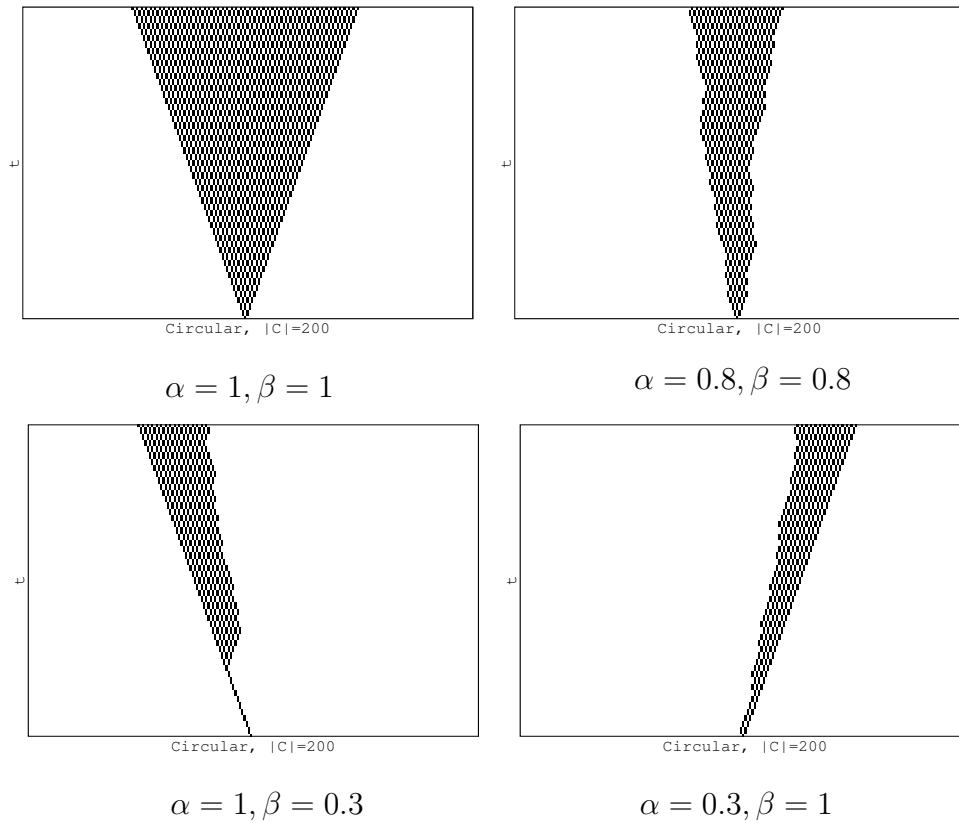 t
t
Circular, |C|=200
Circular, |C|=200
α = 1, β = 1
α = 0.8, β = 0.8
t
t
Circular, |C|=200
Circular, |C|=200
α = 1, β = 0.3
α = 0.3, β = 1